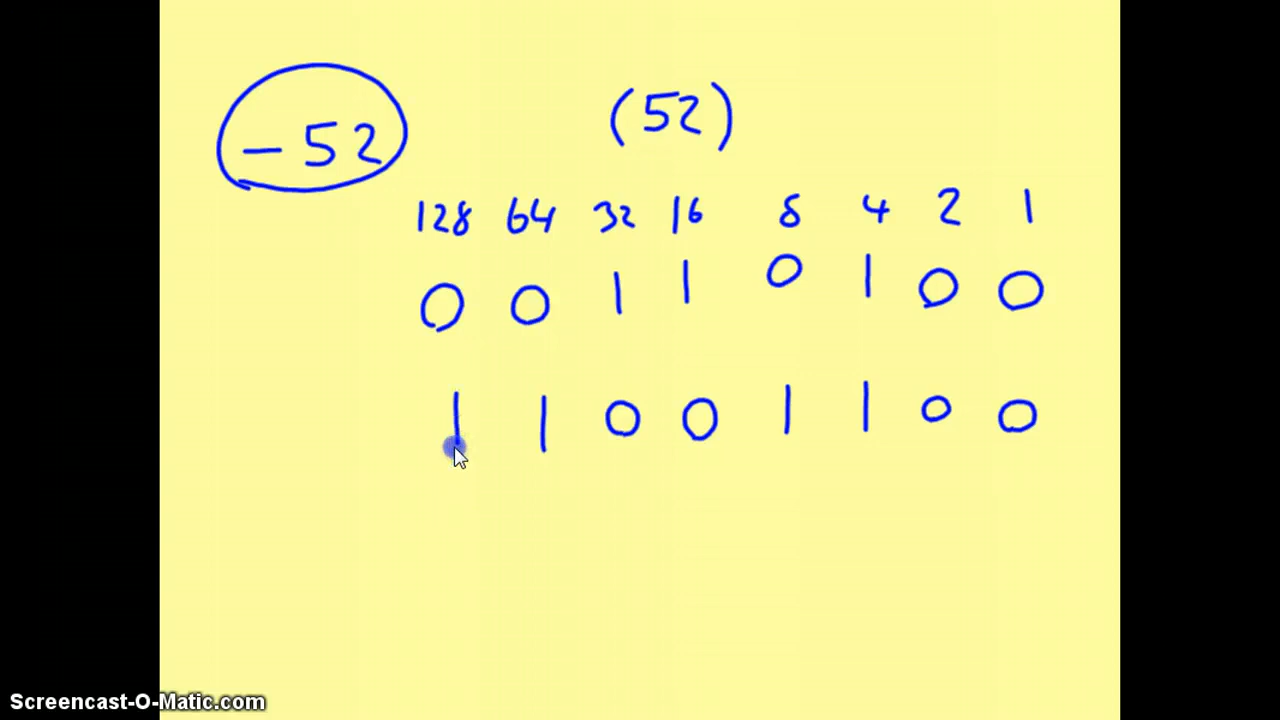 -52 (52)
128 64 32 16 8 4 2 1
0 0 1 1 0 1 0 0
1 1 0 0 1 1 0 0
Screencast-O-Matic.com